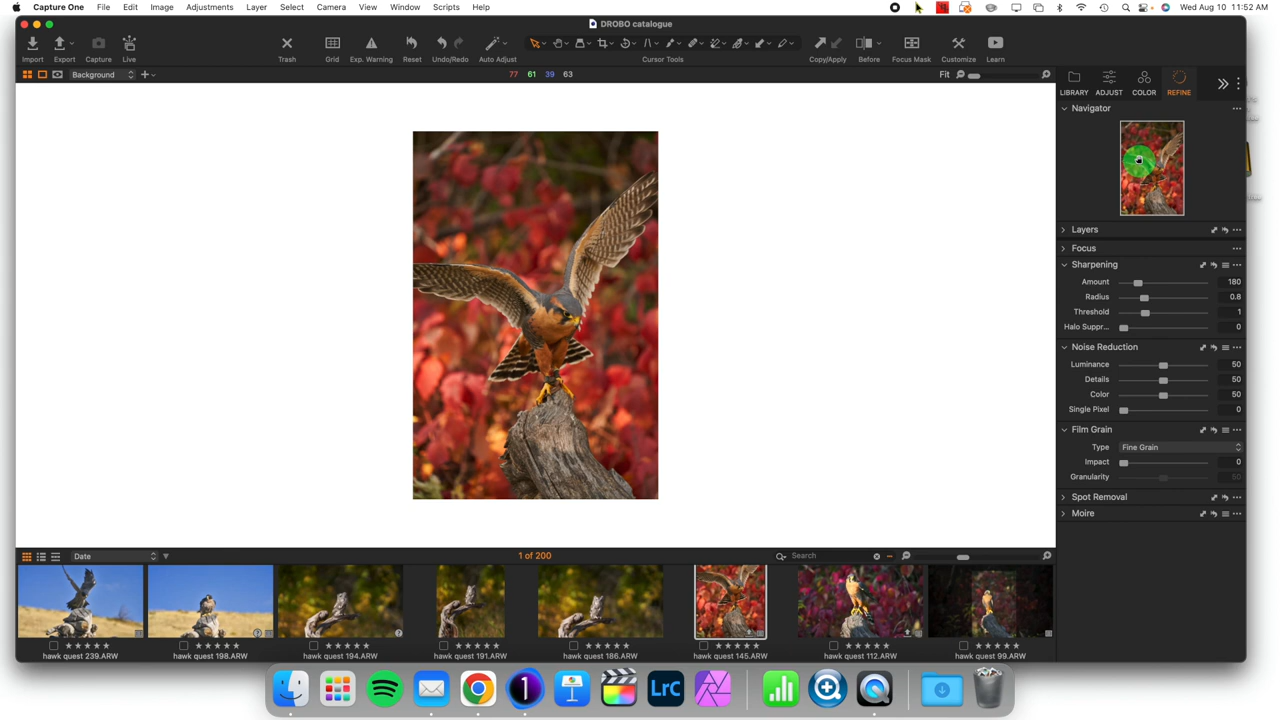 Capture One File Edit Image Adjustments Layer Select Camera View Window Scripts Help Wed Aug 10 11:52 AM
DROBO catalogue
Import Export Capture Live Trash Grid Exp. Warning Reset Undo/Redo Auto Adjust Cursor Tools Copy/Apply Before Focus Mask Customize Learn
Background 77 61 39 63 Fit
LIBRARY ADJUST COLOR REFINE
Navigator
Layers
Focus
Sharpening
Amount 180
Radius 0.8
Threshold 1
Halo Suppr... 0
Noise Reduction
Luminance 50
Details 50
Color 50
Single Pixel 0
Film Grain
Type Fine Grain
Impact 0
Granularity 50
Spot Removal
Moire
Date 1 of 200 Search
hawk quest 239.ARW hawk quest 198.ARW hawk quest 194.ARW hawk quest 191.ARW hawk quest 186.ARW hawk quest 145.ARW hawk quest 112.ARW hawk quest 99.ARW
1 LrC